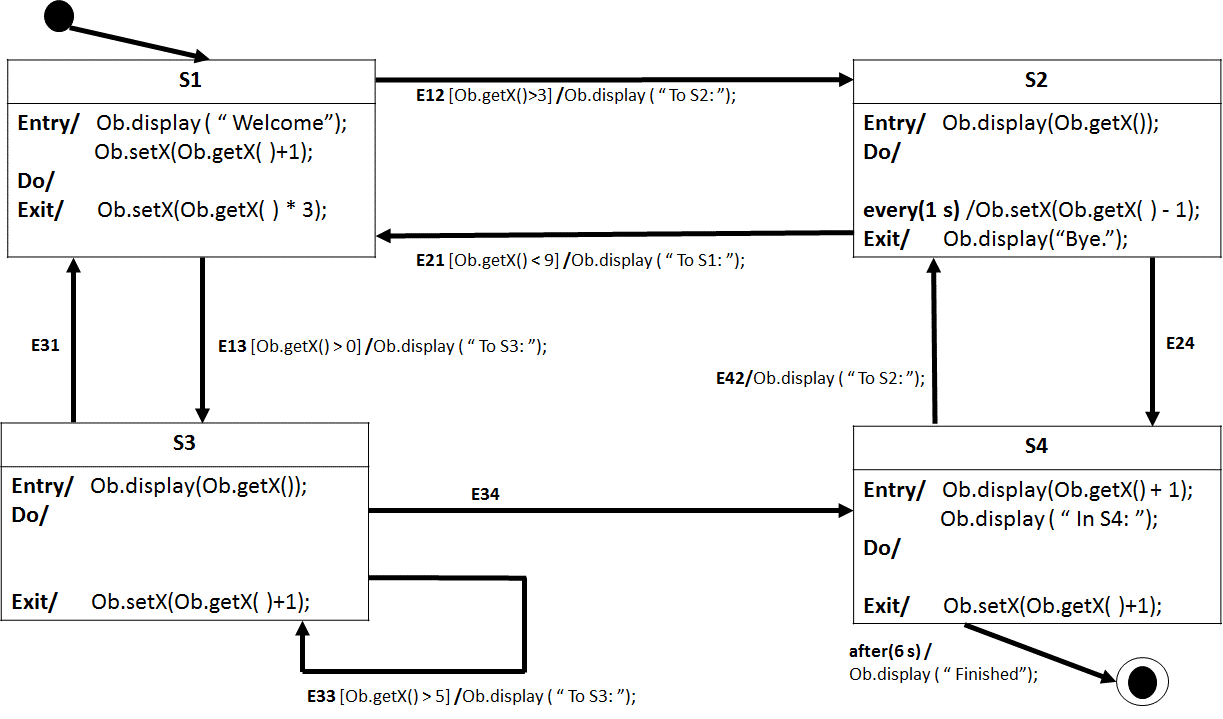 S1
Entry/ Ob.display ( “ Welcome”);
Ob.setX(Ob.getX( )+1);
Do/
Exit/ Ob.setX(Ob.getX( ) * 3);
E12 [Ob.getX()>3] /Ob.display ( “ To S2: ”);
S2
Entry/ Ob.display(Ob.getX());
Do/
every(1 s) /Ob.setX(Ob.getX( ) - 1);
Exit/ Ob.display(“Bye.”);
E21 [Ob.getX() < 9] /Ob.display ( “ To S1: ”);
E31
E13 [Ob.getX() > 0] /Ob.display ( “ To S3: ”);
E42/Ob.display ( “ To S2: ”);
E24
S3
Entry/ Ob.display(Ob.getX());
Do/
Exit/ Ob.setX(Ob.getX( )+1);
E34
E33 [Ob.getX() > 5] /Ob.display ( “ To S3: ”);
S4
Entry/ Ob.display(Ob.getX() + 1);
Ob.display ( “ In S4: ”);
Do/
Exit/ Ob.setX(Ob.getX( )+1);
after(6 s) /
Ob.display ( “ Finished”);